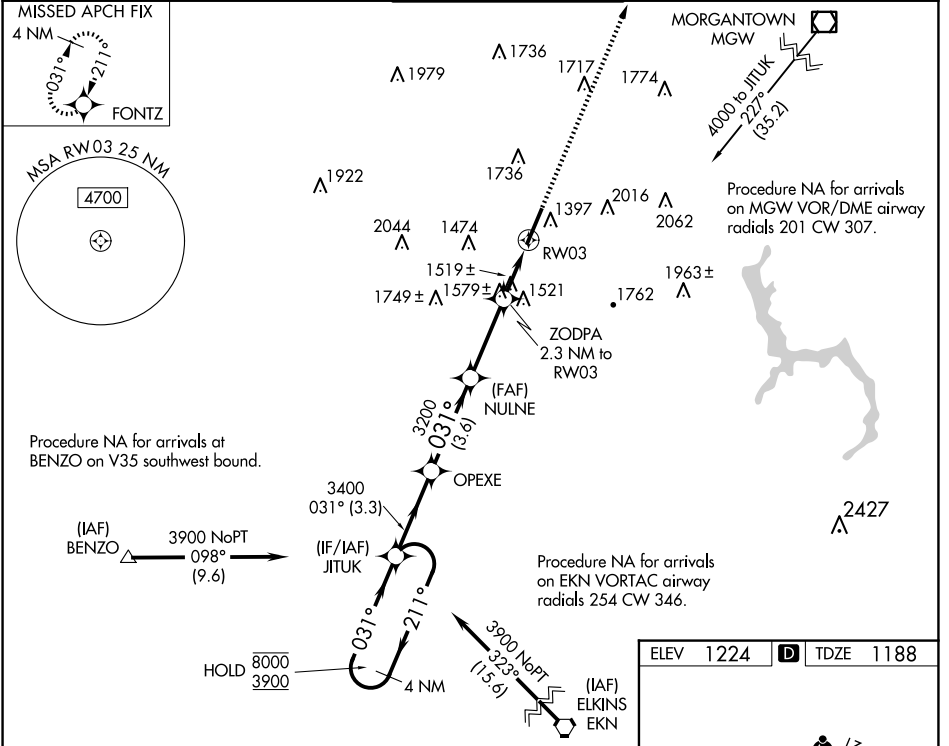 MISSED APCH FIX
4 NM
031°
211°
FONTZ
MSA RW03 25 NM
4700
1979
1736
1717
1774
MORGANTOWN
MGW
4000 to JITUK
227°
(35.2)
1922
1736
2044
1474
1397
2016
2062
Procedure NA for arrivals
on MGW VOR/DME airway
radials 201 CW 307.
RW03
1519 ±
1749 ±
1579 ±
1521
1762
1963 ±
ZODPA
2.3 NM to
RW03
(FAF)
NULNE
3200
031°
(3.6)
OPEXE
Procedure NA for arrivals at
BENZO on V35 southwest bound.
3400
031° (3.3)
(IAF)
BENZO
3900 NoPT
098°
(9.6)
(IF/IAF)
JITUK
2427
Procedure NA for arrivals
on EKN VORTAC airway
radials 254 CW 346.
031°
211°
HOLD
8000
3900
4 NM
3900 NoPT
323°
(15.6)
(IAF)
ELKINS
EKN
ELEV 1224 D TDZE 1188